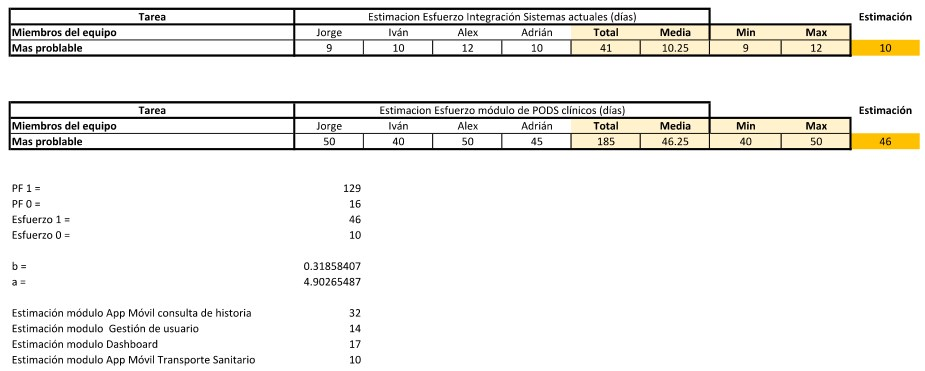 Tarea Estimacion Esfuerzo Integración Sistemas actuales (días) Estimación
Miembros del equipo Jorge Iván Alex Adrián Total Media Min Max
Mas problable 9 10 12 10 41 10.25 9 12 10
Tarea Estimacion Esfuerzo módulo de PODS clínicos (días) Estimación
Miembros del equipo Jorge Iván Alex Adrián Total Media Min Max
Mas problable 50 40 50 45 185 46.25 40 50 46
PF 1 = 129
PF 0 = 16
Esfuerzo 1 = 46
Esfuerzo 0 = 10
b = 0.31858407
a = 4.90265487
Estimación módulo App Móvil consulta de historia 32
Estimación modulo Gestión de usuario 14
Estimación modulo Dashboard 17
Estimación modulo App Móvil Transporte Sanitario 10